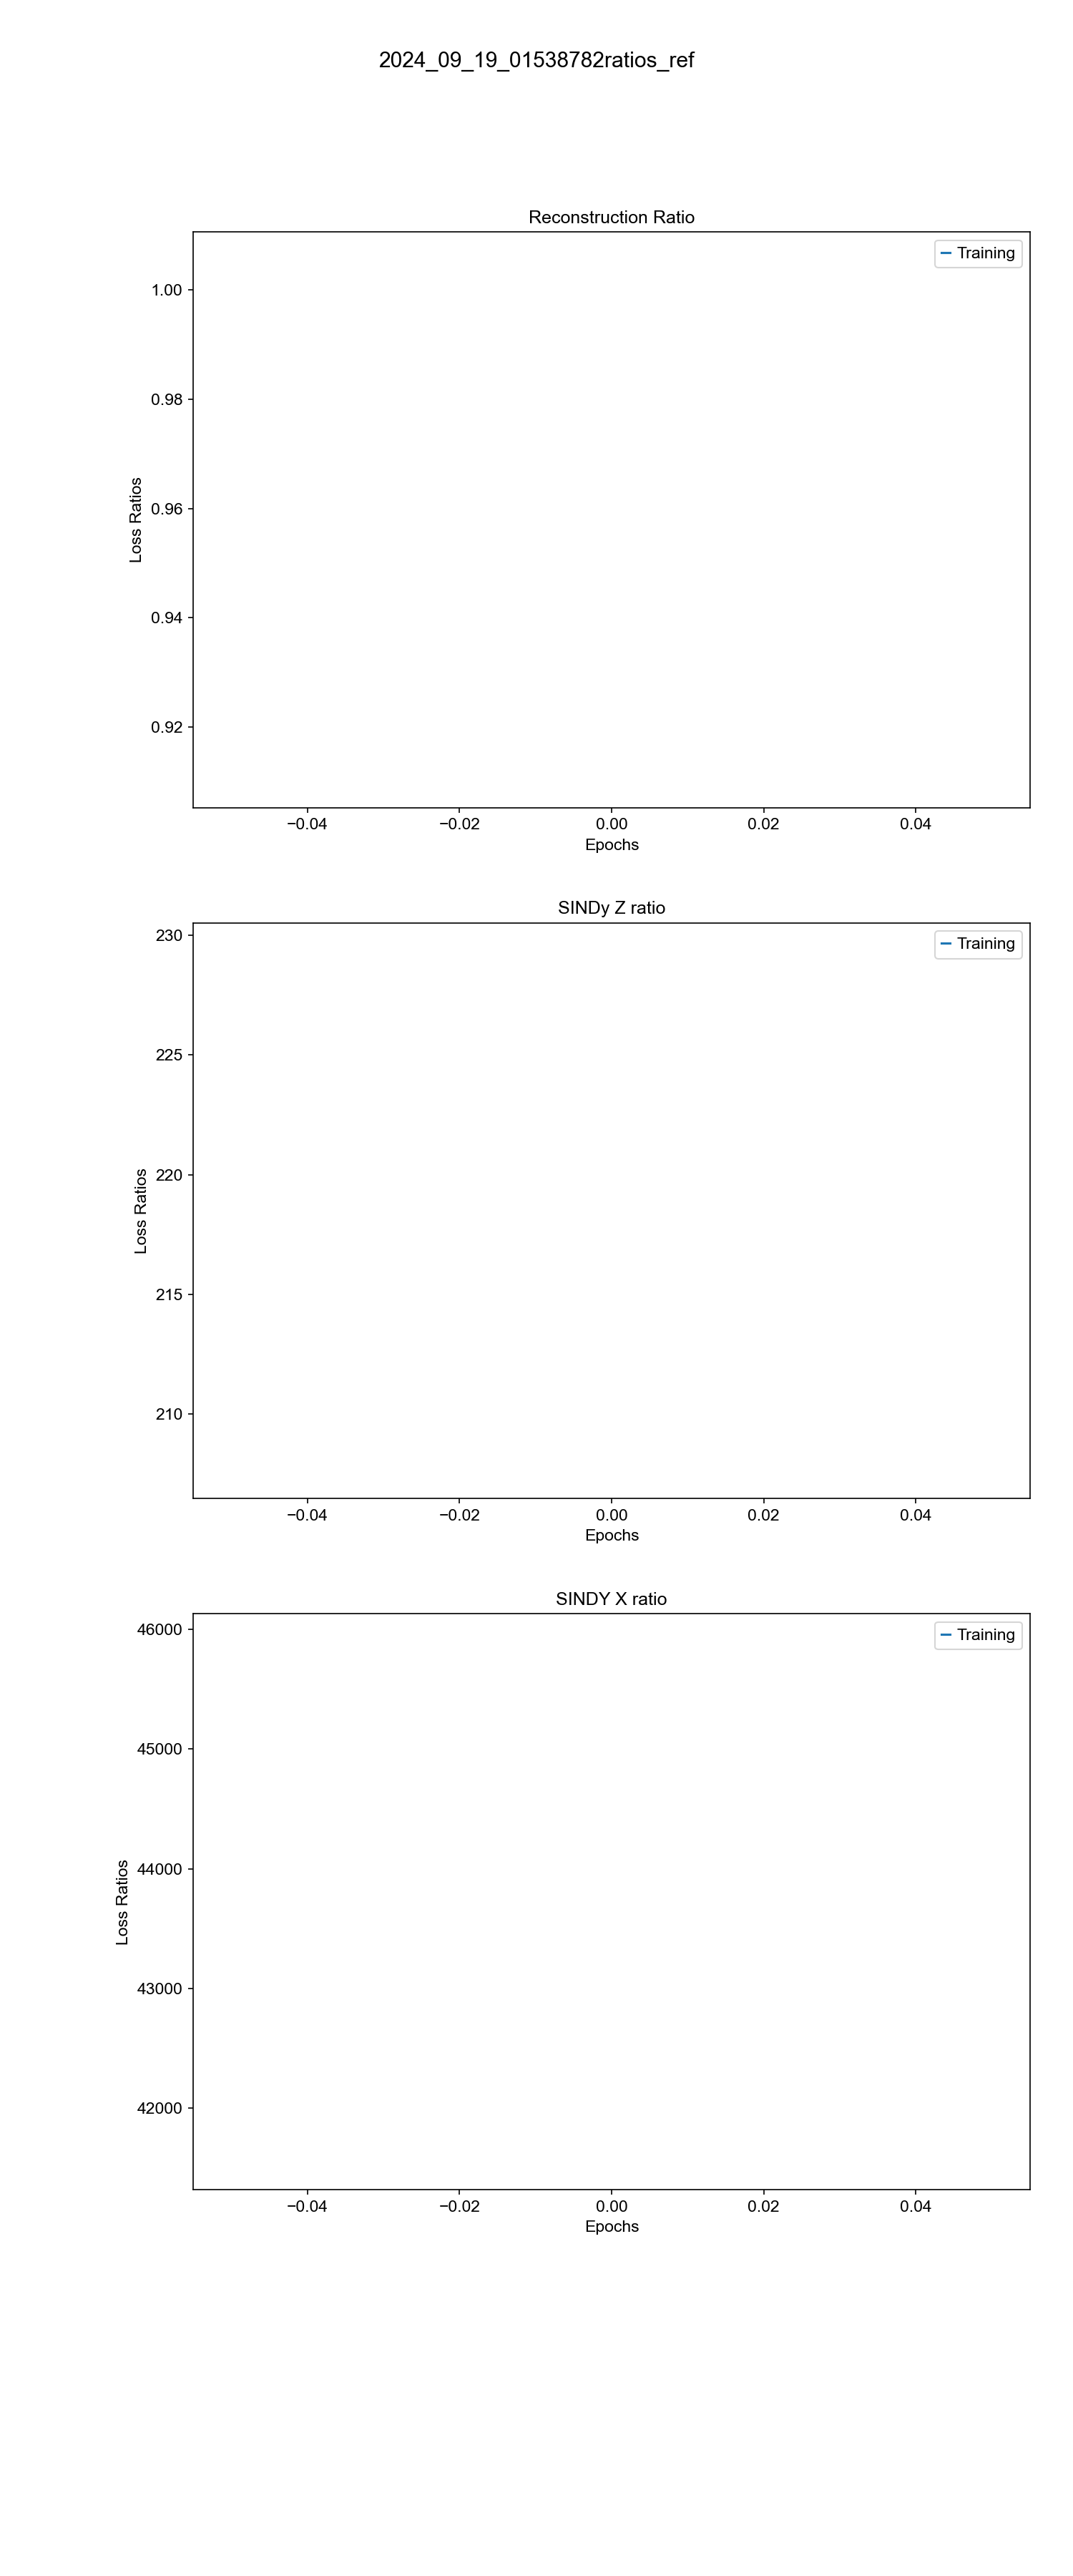 2024_09_19_01538782ratios_ref
Reconstruction Ratio
Training
1.00
0.98
0.96
0.94
0.92
Loss Ratios
−0.04 −0.02 0.00 0.02 0.04
Epochs
SINDy Z ratio
Training
230
225
220
215
210
Loss Ratios
−0.04 −0.02 0.00 0.02 0.04
Epochs
SINDY X ratio
Training
46000
45000
44000
43000
42000
Loss Ratios
−0.04 −0.02 0.00 0.02 0.04
Epochs